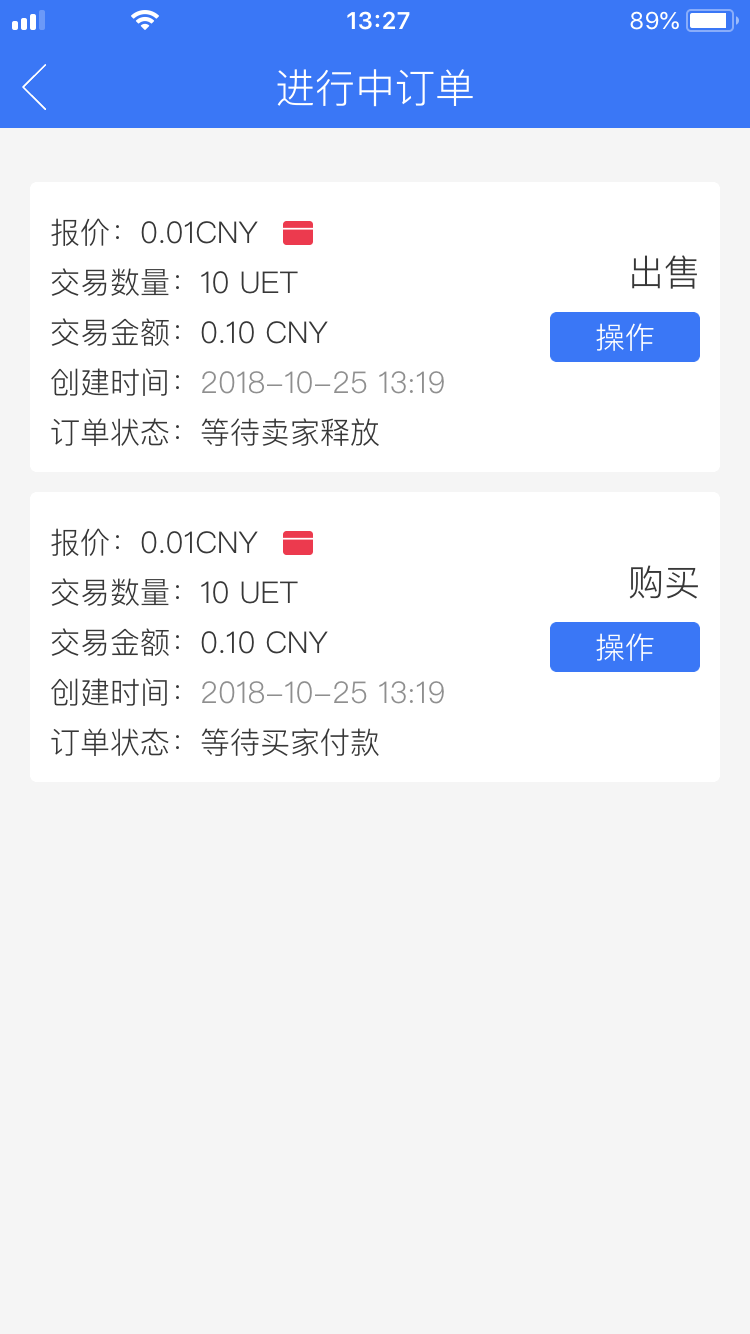 13:27 89%
进行中订单
报价：0.01CNY
交易数量：10 UET
出售
交易金额：0.10 CNY
操作
创建时间：2018-10-25 13:19
订单状态：等待卖家释放
报价：0.01CNY
交易数量：10 UET
购买
交易金额：0.10 CNY
操作
创建时间：2018-10-25 13:19
订单状态：等待买家付款